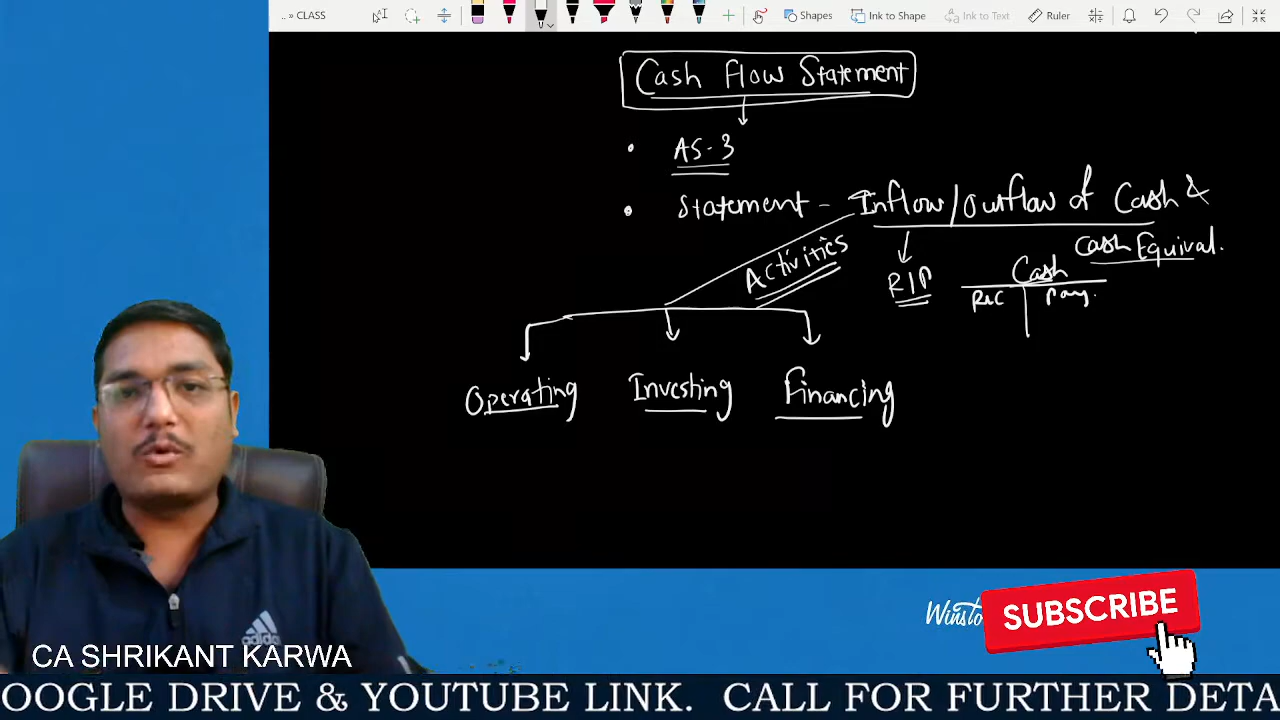 .. » CLASS
Shapes
Ink to Shape
Ink to Text
Ruler
Cash Flow Statement
• AS-3
• Statement - Inflow/Outflow of Cash &
Cash Equival.
Activities
R/P
Cash
Rec Pay.
Operating Investing Financing
adidas
Winsto
SUBSCRIBE
CA SHRIKANT KARWA
OOGLE DRIVE & YOUTUBE LINK. CALL FOR FURTHER DETA